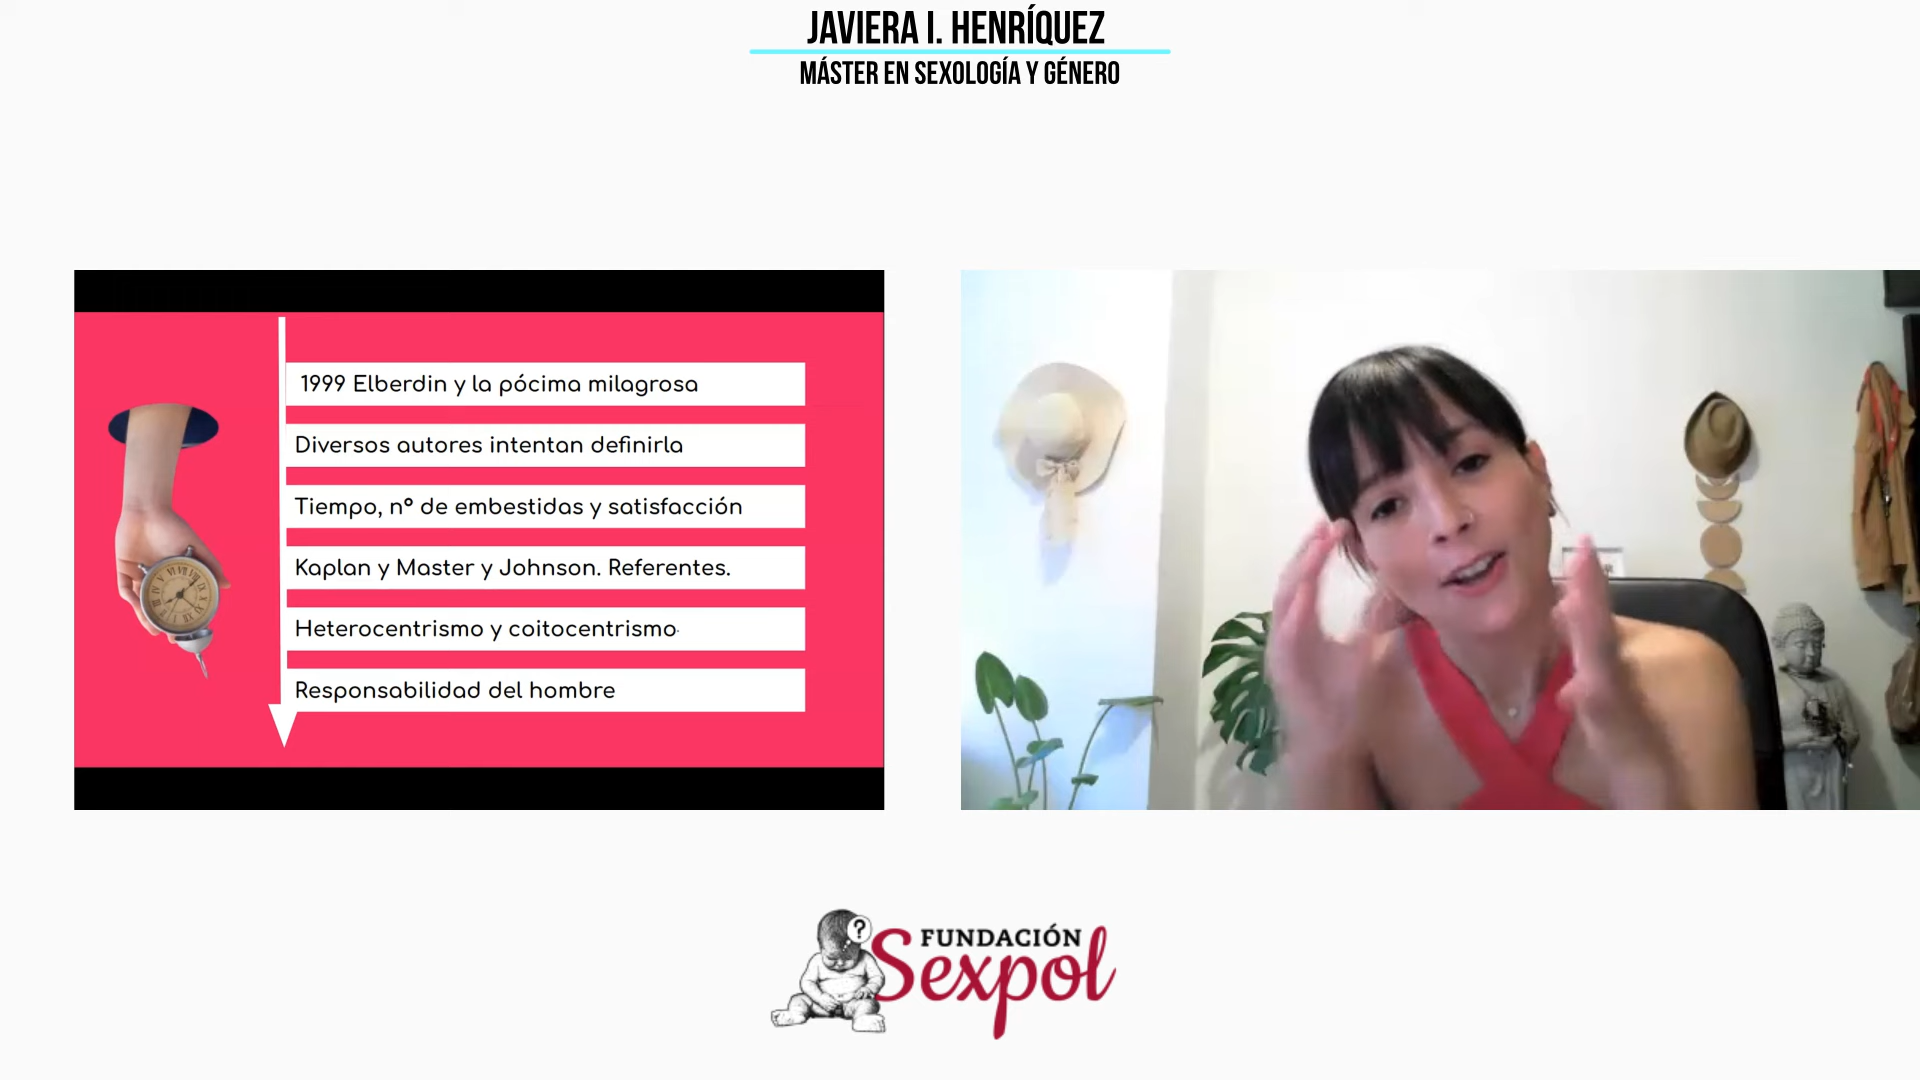 JAVIERA I. HENRÍQUEZ
MÁSTER EN SEXOLOGÍA Y GÉNERO
1999 Elberdin y la pócima milagrosa
Diversos autores intentan definirla
Tiempo, nº de embestidas y satisfacción
Kaplan y Master y Johnson. Referentes.
Heterocentrismo y coitocentrismo
Responsabilidad del hombre
?
FUNDACIÓN
Sexpol